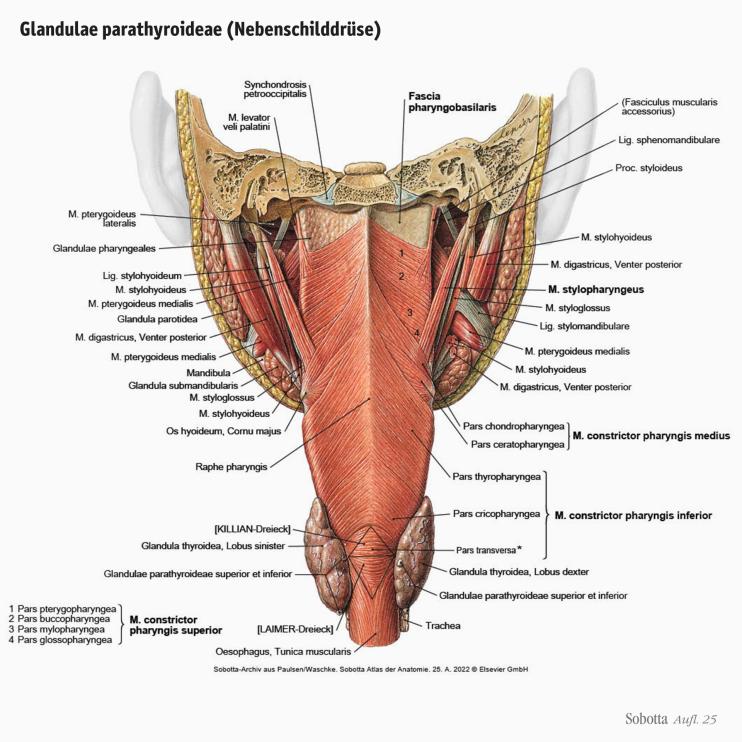 Glandulae parathyroideae (Nebenschilddrüse)
Synchondrosis
petrooccipitalis
M. levator
veli palatini
Fascia
pharyngobasilaris
(Fasciculus muscularis
accessorius)
Lig. sphenomandibulare
Proc. styloideus
M. pterygoideus
lateralis
Glandulae pharyngeales
Lig. stylohyoideum
M. stylohyoideus
M. pterygoideus medialis
Glandula parotidea
M. digastricus, Venter posterior
M. pterygoideus medialis
Mandibula
Glandula submandibularis
M. styloglossus
M. stylohyoideus
Os hyoideum, Cornu majus
Raphe pharyngis
[KILLIAN-Dreieck]
Glandula thyroidea, Lobus sinister
Glandulae parathyroideae superior et inferior
1
2
3
4
M. stylohyoideus
M. digastricus, Venter posterior
M. stylopharyngeus
M. styloglossus
Lig. stylomandibulare
M. pterygoideus medialis
M. stylohyoideus
M. digastricus, Venter posterior
Pars chondropharyngea
Pars ceratopharyngea
M. constrictor pharyngis medius
Pars thyropharyngea
Pars cricopharyngea
M. constrictor pharyngis inferior
Pars transversa*
Glandula thyroidea, Lobus dexter
Glandulae parathyroideae superior et inferior
1 Pars pterygopharyngea
2 Pars buccopharyngea
3 Pars mylopharyngea
4 Pars glossopharyngea
M. constrictor
pharyngis superior
[LAIMER-Dreieck]
Trachea
Oesophagus, Tunica muscularis
Sobotta-Archiv aus Paulsen/Waschke. Sobotta Atlas der Anatomie. 25. A. 2022 © Elsevier GmbH
Sobotta Aufl. 25